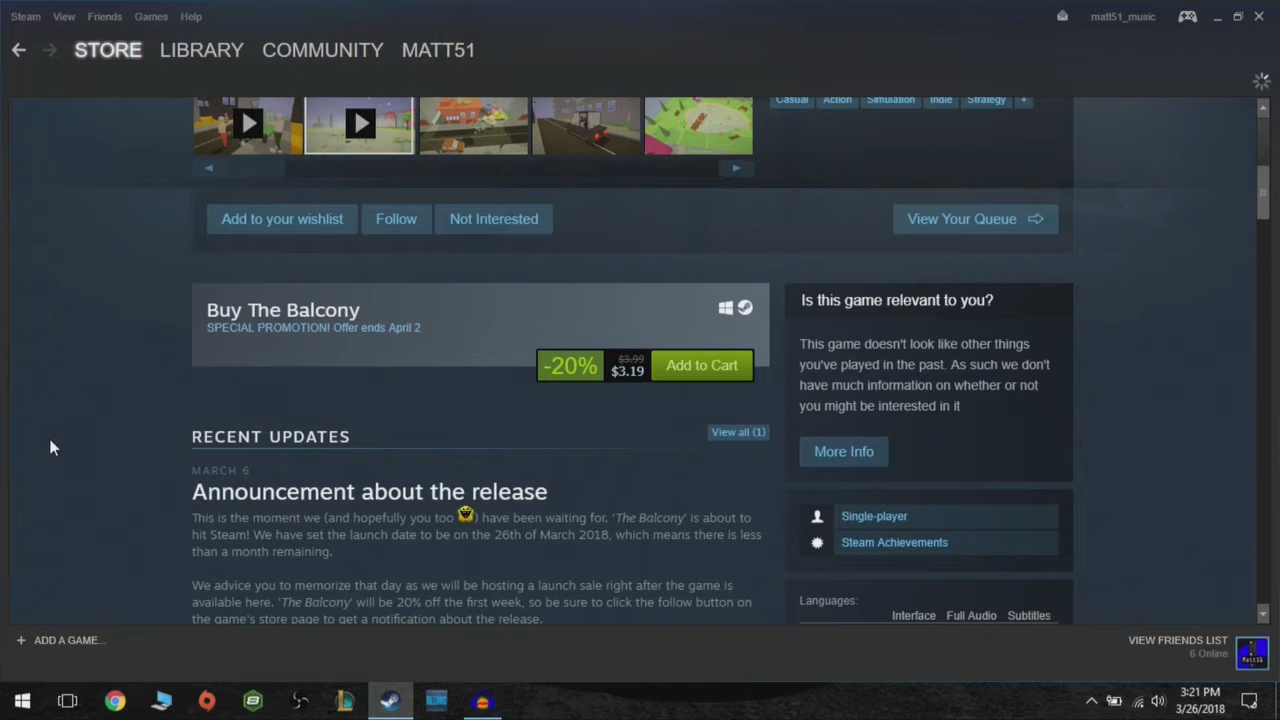 Steam View Friends Games Help
matt51_music
STORE LIBRARY COMMUNITY MATT51
Casual Action Simulation Indie Strategy +
Add to your wishlist Follow Not Interested View Your Queue
Buy The Balcony
SPECIAL PROMOTION! Offer ends April 2
-20% $3.99 $3.19 Add to Cart
Is this game relevant to you?
This game doesn't look like other things
you've played in the past. As such we don't
have much information on whether or not
you might be interested in it
More Info
RECENT UPDATES View all (1)
MARCH 6
Announcement about the release
This is the moment we (and hopefully you too ) have been waiting for. 'The Balcony' is about to
hit Steam! We have set the launch date to be on the 26th of March 2018, which means there is less
than a month remaining.
We advice you to memorize that day as we will be hosting a launch sale right after the game is
available here. 'The Balcony' will be 20% off the first week, so be sure to click the follow button on
the game's store page to get a notification about the release.
Single-player
Steam Achievements
Languages:
Interface Full Audio Subtitles
+ ADD A GAME...
VIEW FRIENDS LIST
6 Online
Matt51
3:21 PM
3/26/2018